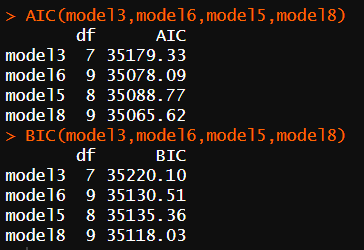 > AIC(model3,model6,model5,model8)
       df      AIC
model3  7 35179.33
model6  9 35078.09
model5  8 35088.77
model8  9 35065.62
> BIC(model3,model6,model5,model8)
       df      BIC
model3  7 35220.10
model6  9 35130.51
model5  8 35135.36
model8  9 35118.03